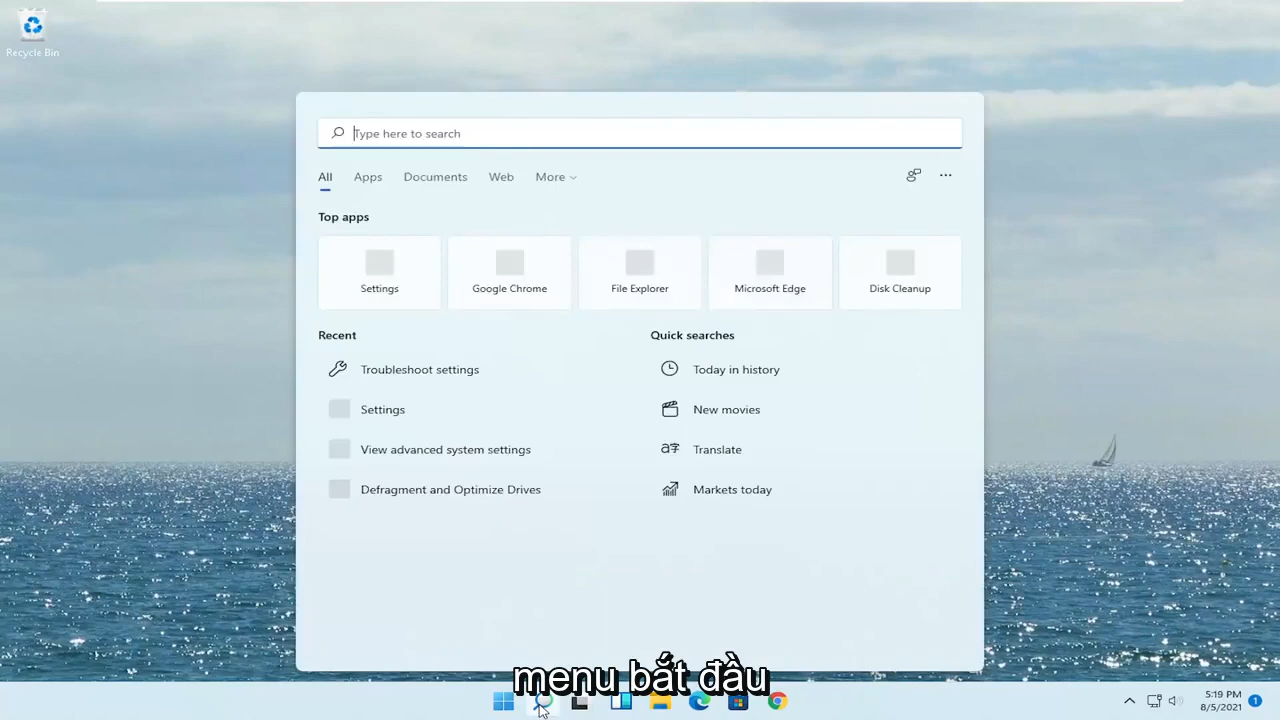 Recycle Bin
Type here to search
All Apps Documents Web More
Top apps
Settings Google Chrome File Explorer Microsoft Edge Disk Cleanup
Recent Quick searches
Troubleshoot settings Today in history
Settings New movies
View advanced system settings Translate
Defragment and Optimize Drives Markets today
menu bắt đầu
5:19 PM
8/5/2021 1